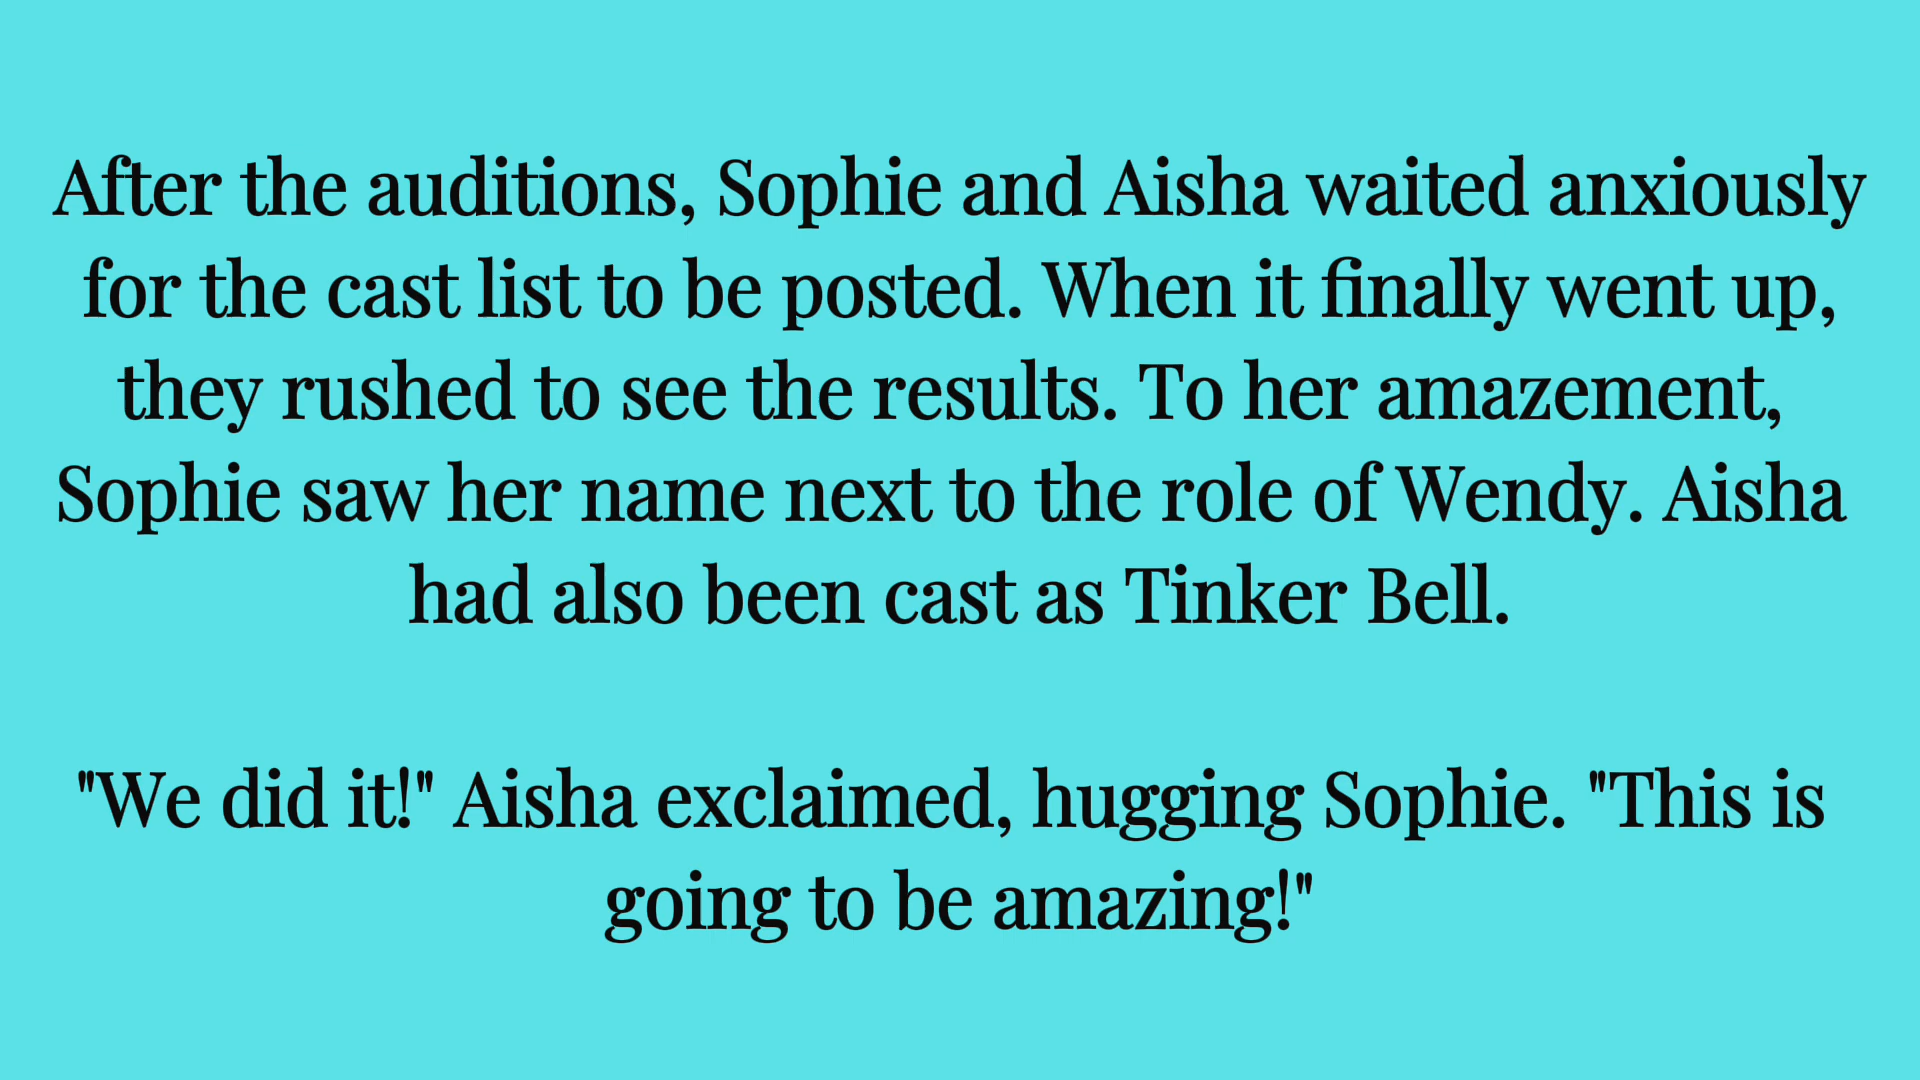 After the auditions, Sophie and Aisha waited anxiously
for the cast list to be posted. When it finally went up,
they rushed to see the results. To her amazement,
Sophie saw her name next to the role of Wendy. Aisha
had also been cast as Tinker Bell.
"We did it!" Aisha exclaimed, hugging Sophie. "This is
going to be amazing!"